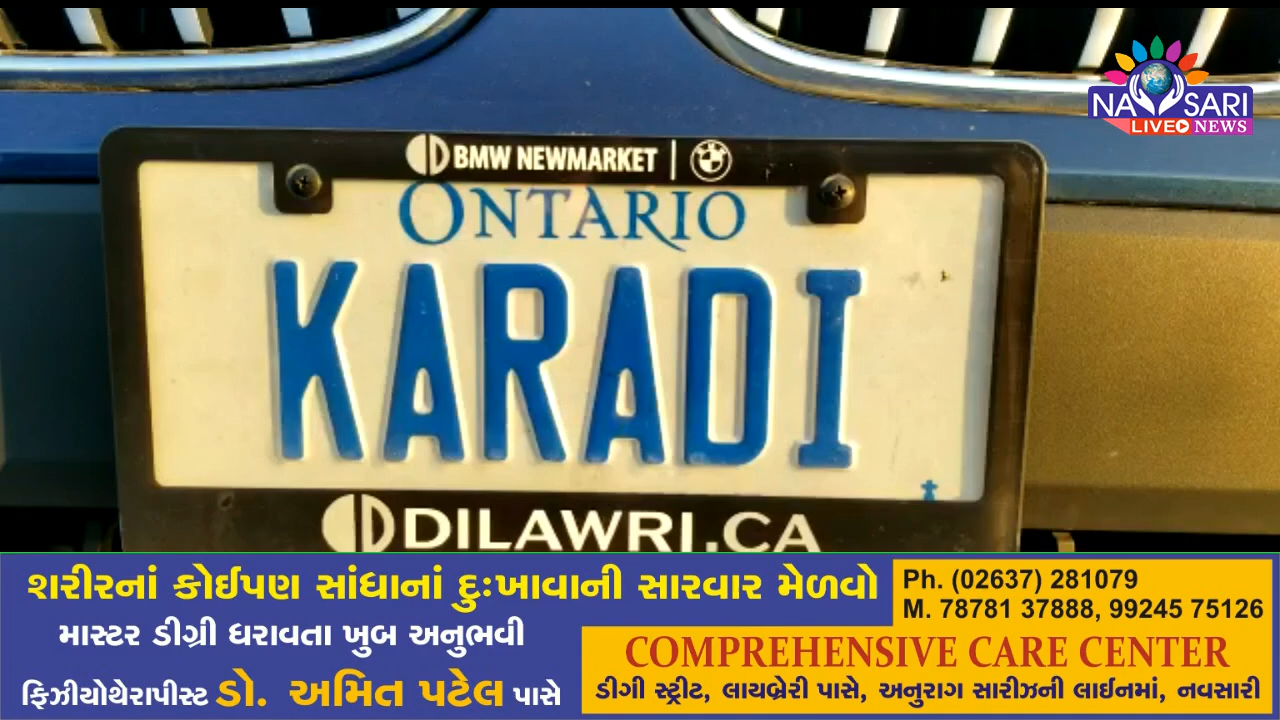 NAVSARI
LIVE NEWS
BMW NEWMARKET
ONTARIO
KARADI
DILAWRI.CA
શરીરનાં કોઈપણ સાંધાનાં દુઃખાવાની સારવાર મેળવો
માસ્ટર ડીગ્રી ધરાવતા ખુબ અનુભવી
ફિઝીયોથેરાપીસ્ટ ડો. અમિત પટેલ પાસે
Ph. (02637) 281079
M. 78781 37888, 99245 75126
COMPREHENSIVE CARE CENTER
ડીગી સ્ટ્રીટ, લાયબ્રેરી પાસે, અનુરાગ સારીઝની લાઈનમાં, નવસારી